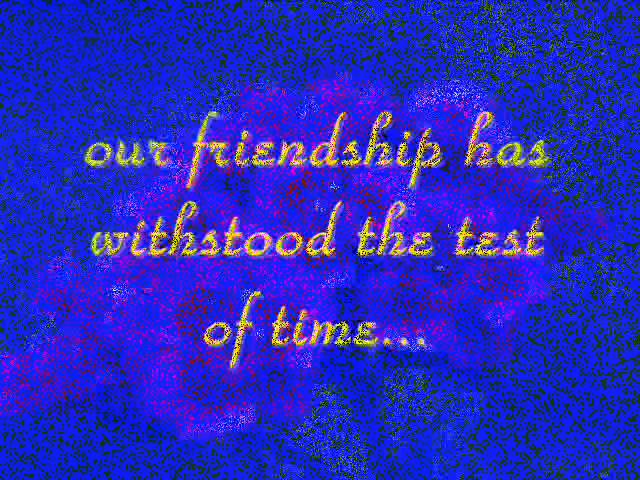 our friendship has
withstood the test
of time...